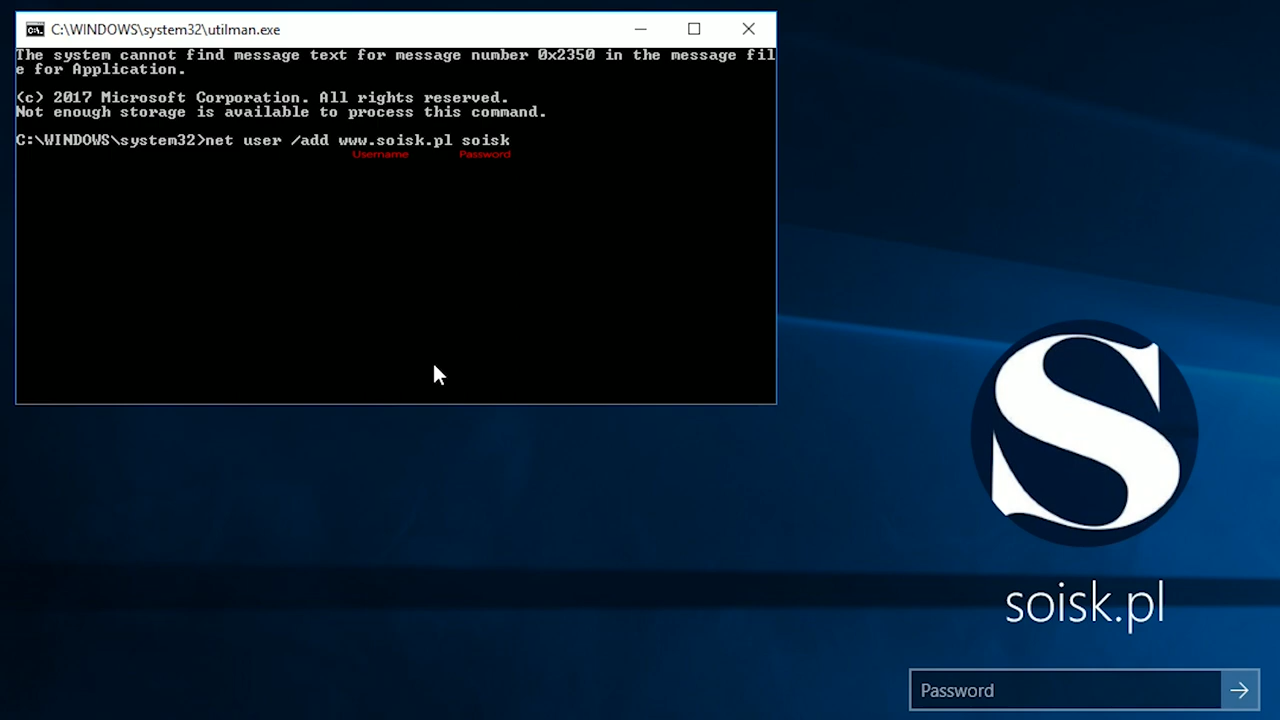 C:\WINDOWS\system32\utilman.exe
The system cannot find message text for message number 0x2350 in the message fil
e for Application.
(c) 2017 Microsoft Corporation. All rights reserved.
Not enough storage is available to process this command.
C:\WINDOWS\system32>net user /add www.soisk.pl soisk
Username Password
S
soisk.pl
Password